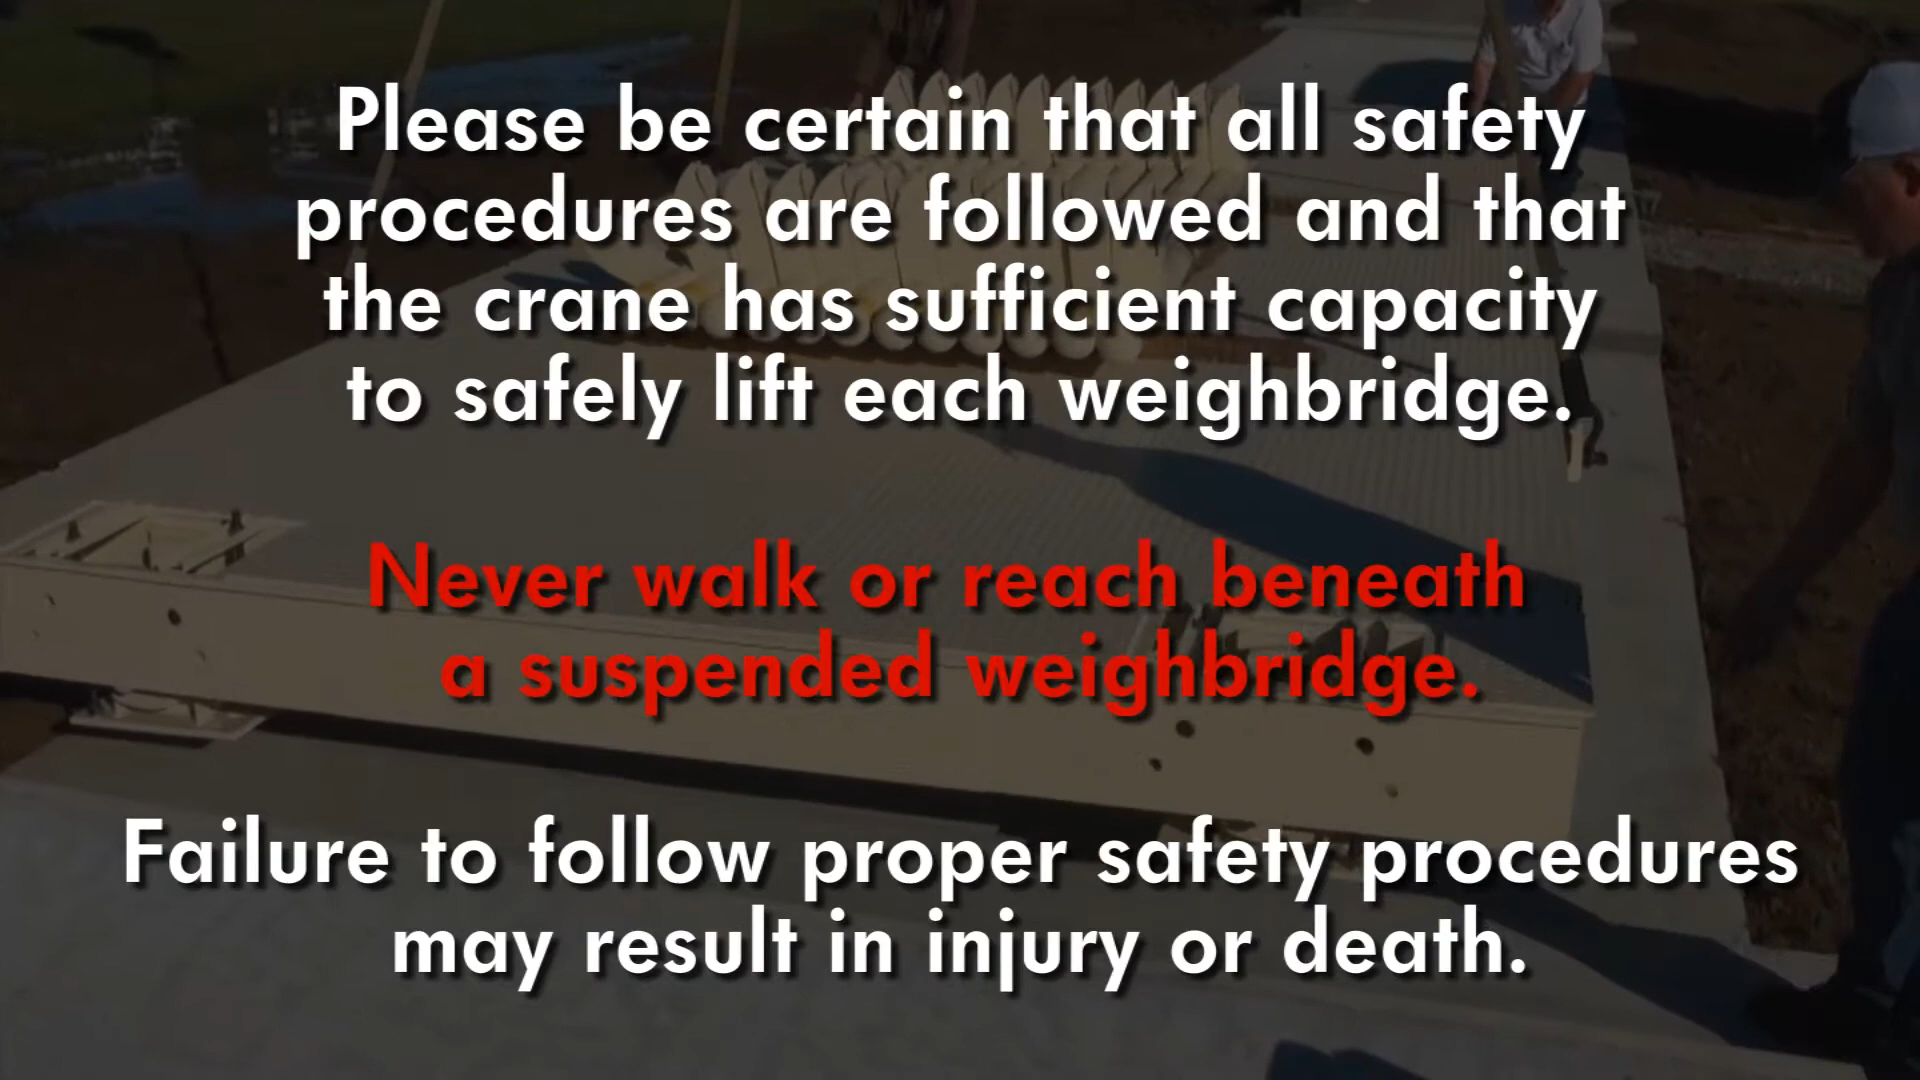 Please be certain that all safety
procedures are followed and that
the crane has sufficient capacity
to safely lift each weighbridge.
Never walk or reach beneath
a suspended weighbridge.
Failure to follow proper safety procedures
may result in injury or death.